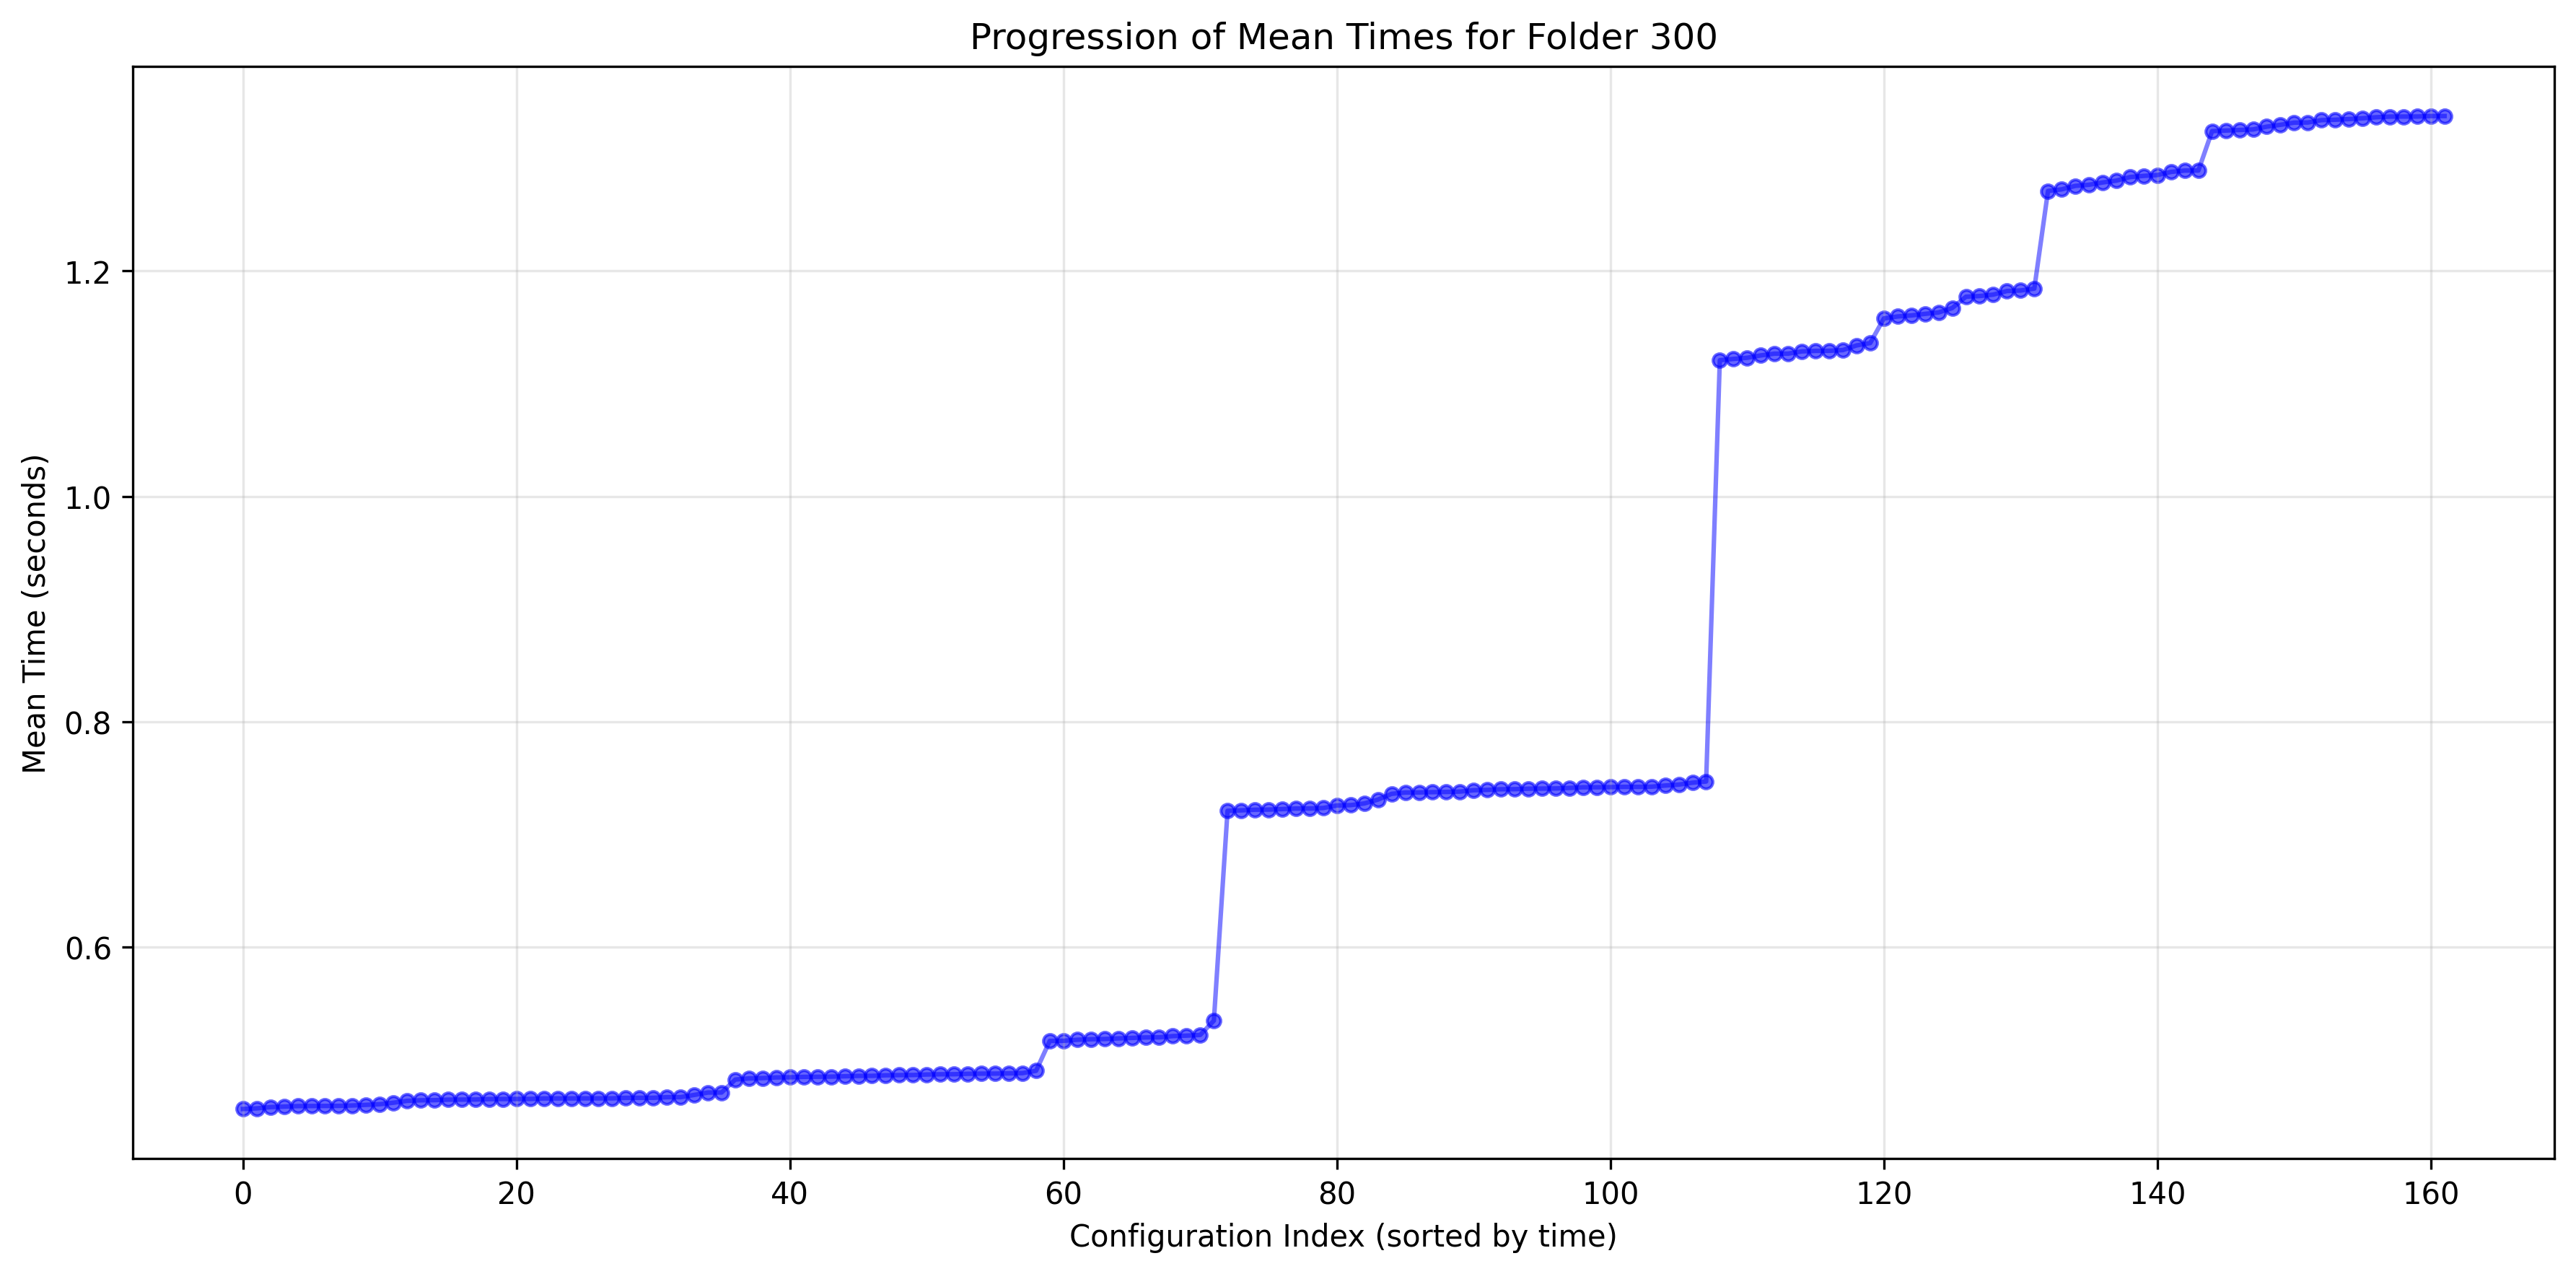 Progression of Mean Times for Folder 300
Mean Time (seconds)
1.2
1.0
0.8
0.6
0 20 40 60 80 100 120 140 160
Configuration Index (sorted by time)